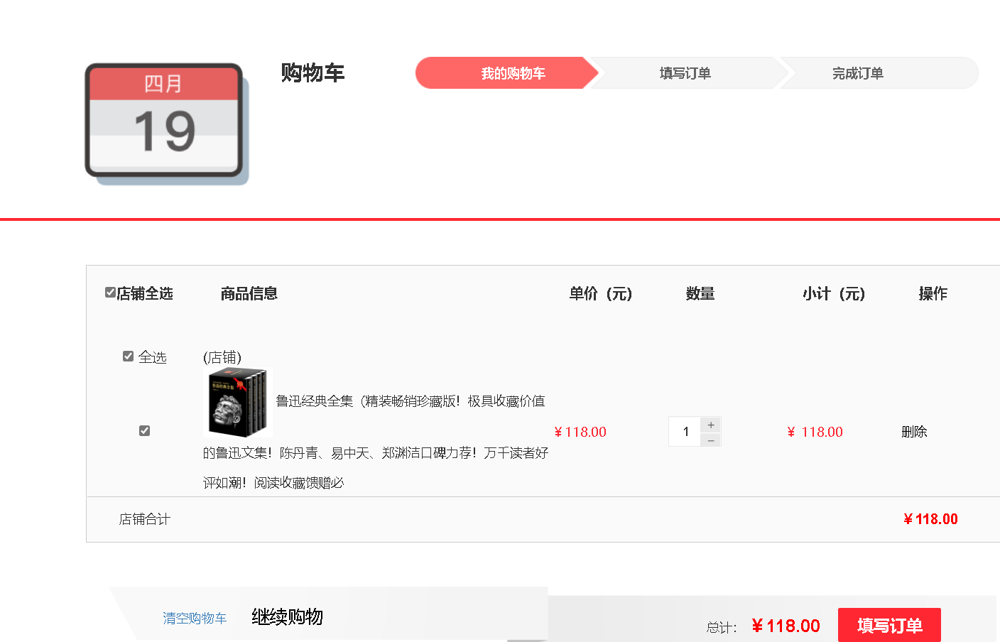 四月
19
购物车
我的购物车 填写订单 完成订单
店铺全选 商品信息 单价（元） 数量 小计（元） 操作
全选 (店铺)
鲁迅经典全集（精装畅销珍藏版！极具收藏价值
¥118.00 1 + − ¥ 118.00 删除
的鲁迅文集！陈丹青、易中天、郑渊洁口碑力荐！万千读者好
评如潮！阅读收藏馈赠必
店铺合计 ¥118.00
清空购物车 继续购物 总计： ¥118.00 填写订单